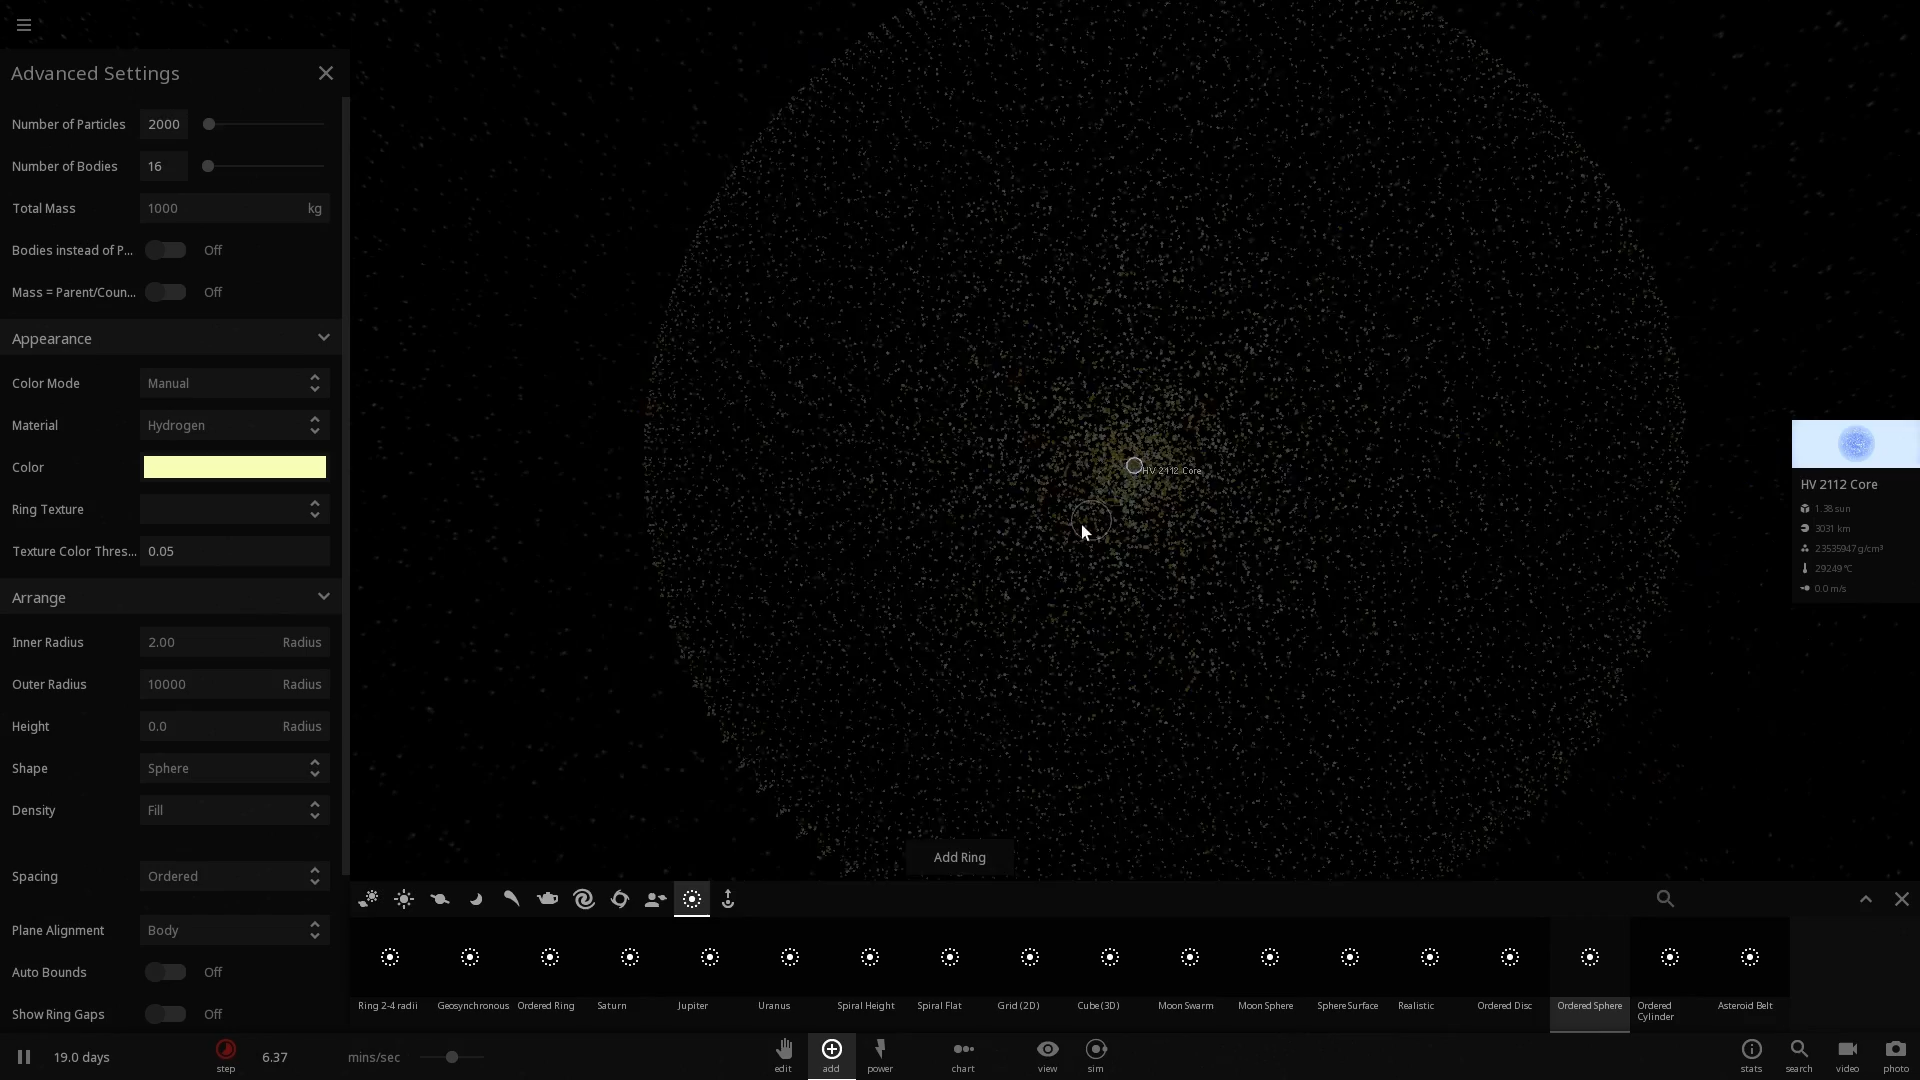 Advanced Settings
Number of Particles 2000
Number of Bodies 16
Total Mass 1000 kg
Bodies instead of P... Off
Mass = Parent/Coun... Off
Appearance
Color Mode Manual
Material Hydrogen
Color
Ring Texture
Texture Color Thres... 0.05
Arrange
Inner Radius 2.00 Radius
Outer Radius 10000 Radius
Height 0.0 Radius
Shape Sphere
Density Fill
Spacing Ordered
Plane Alignment Body
Auto Bounds Off
Show Ring Gaps Off
HV 2112 Core
HV 2112 Core
1.38 sun
3031 km
23535947 g/cm³
29249 °C
0.0 m/s
Add Ring
Ring 2-4 radii Geosynchronous Ordered Ring Saturn Jupiter Uranus Spiral Height Spiral Flat Grid (2D) Cube (3D) Moon Swarm Moon Sphere Sphere Surface Realistic Ordered Disc Ordered Sphere Ordered Cylinder Asteroid Belt
19.0 days step 6.37 mins/sec edit add power chart view sim stats search video photo